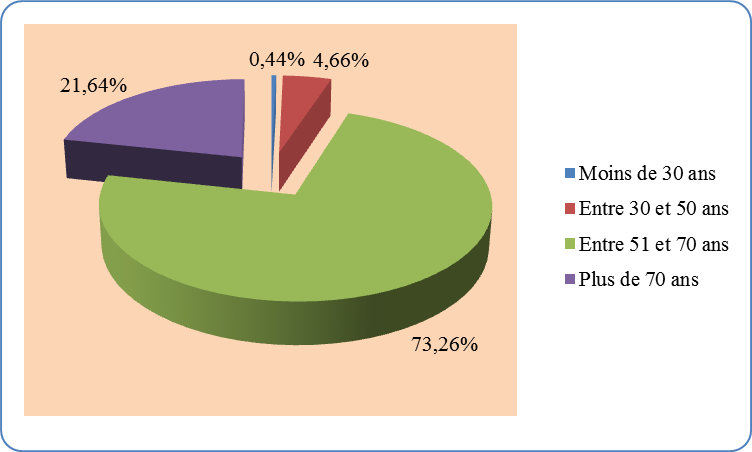 0,44% 4,66%
21,64%
73,26%
Moins de 30 ans
Entre 30 et 50 ans
Entre 51 et 70 ans
Plus de 70 ans